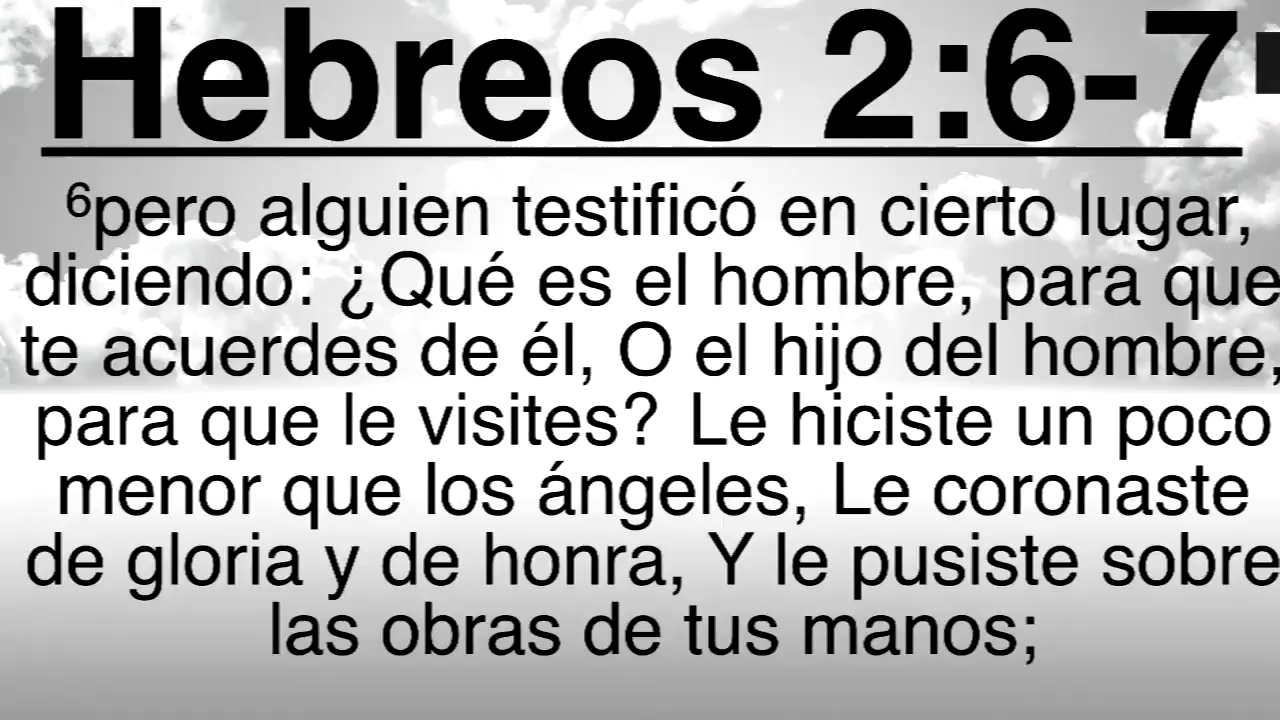 Hebreos 2:6-7
⁶pero alguien testificó en cierto lugar,
diciendo: ¿Qué es el hombre, para que
te acuerdes de él, O el hijo del hombre,
para que le visites? Le hiciste un poco
menor que los ángeles, Le coronaste
de gloria y de honra, Y le pusiste sobre
las obras de tus manos;